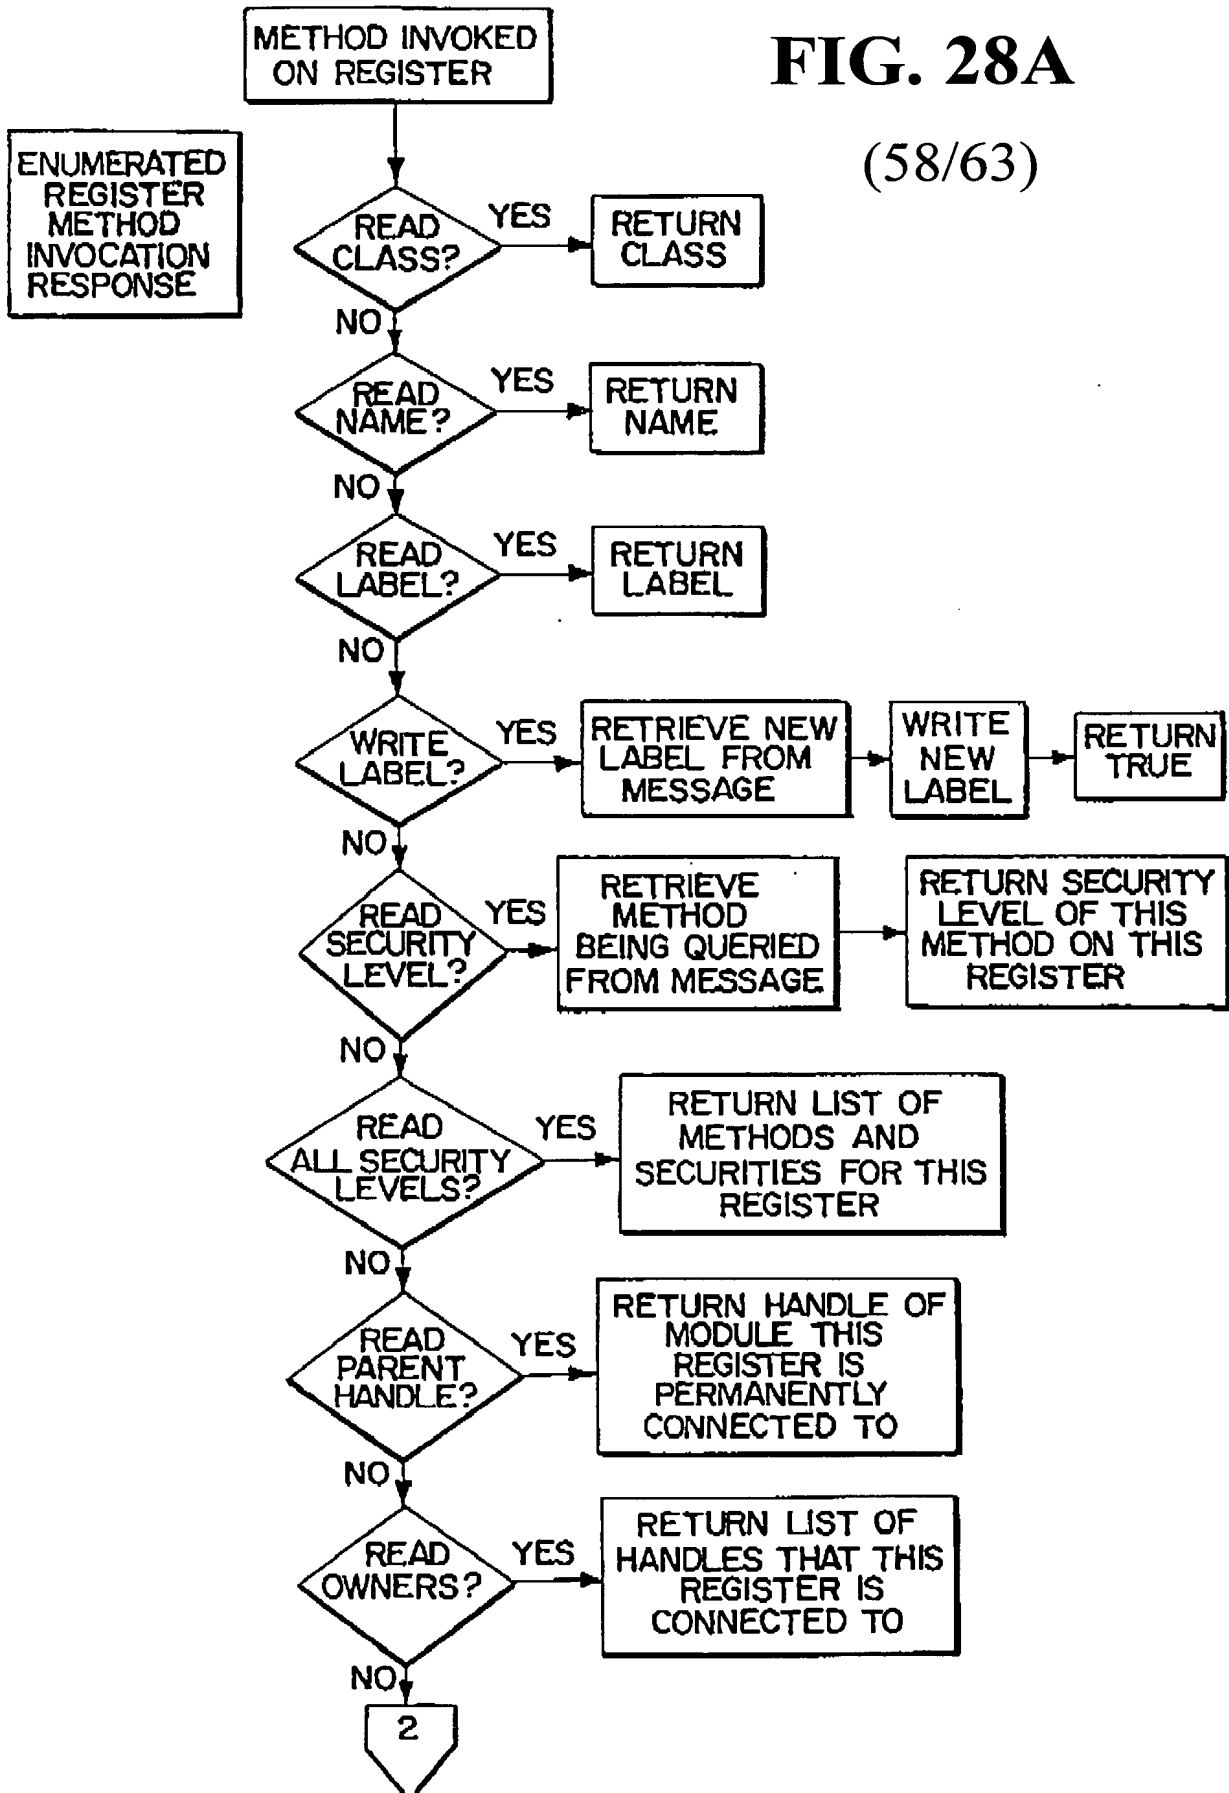 FIG. 28A
(58/63)
METHOD INVOKED
ON REGISTER
ENUMERATED
REGISTER
METHOD
INVOCATION
RESPONSE
READ
CLASS?
YES
RETURN
CLASS
NO
READ
NAME?
YES
RETURN
NAME
NO
READ
LABEL?
YES
RETURN
LABEL
NO
WRITE
LABEL?
YES
RETRIEVE NEW
LABEL FROM
MESSAGE
WRITE
NEW
LABEL
RETURN
TRUE
NO
READ
SECURITY
LEVEL?
YES
RETRIEVE
METHOD
BEING QUERIED
FROM MESSAGE
RETURN SECURITY
LEVEL OF THIS
METHOD ON THIS
REGISTER
NO
READ
ALL SECURITY
LEVELS?
YES
RETURN LIST OF
METHODS AND
SECURITIES FOR THIS
REGISTER
NO
READ
PARENT
HANDLE?
YES
RETURN HANDLE OF
MODULE THIS
REGISTER IS
PERMANENTLY
CONNECTED TO
NO
READ
OWNERS?
YES
RETURN LIST OF
HANDLES THAT THIS
REGISTER IS
CONNECTED TO
NO
2